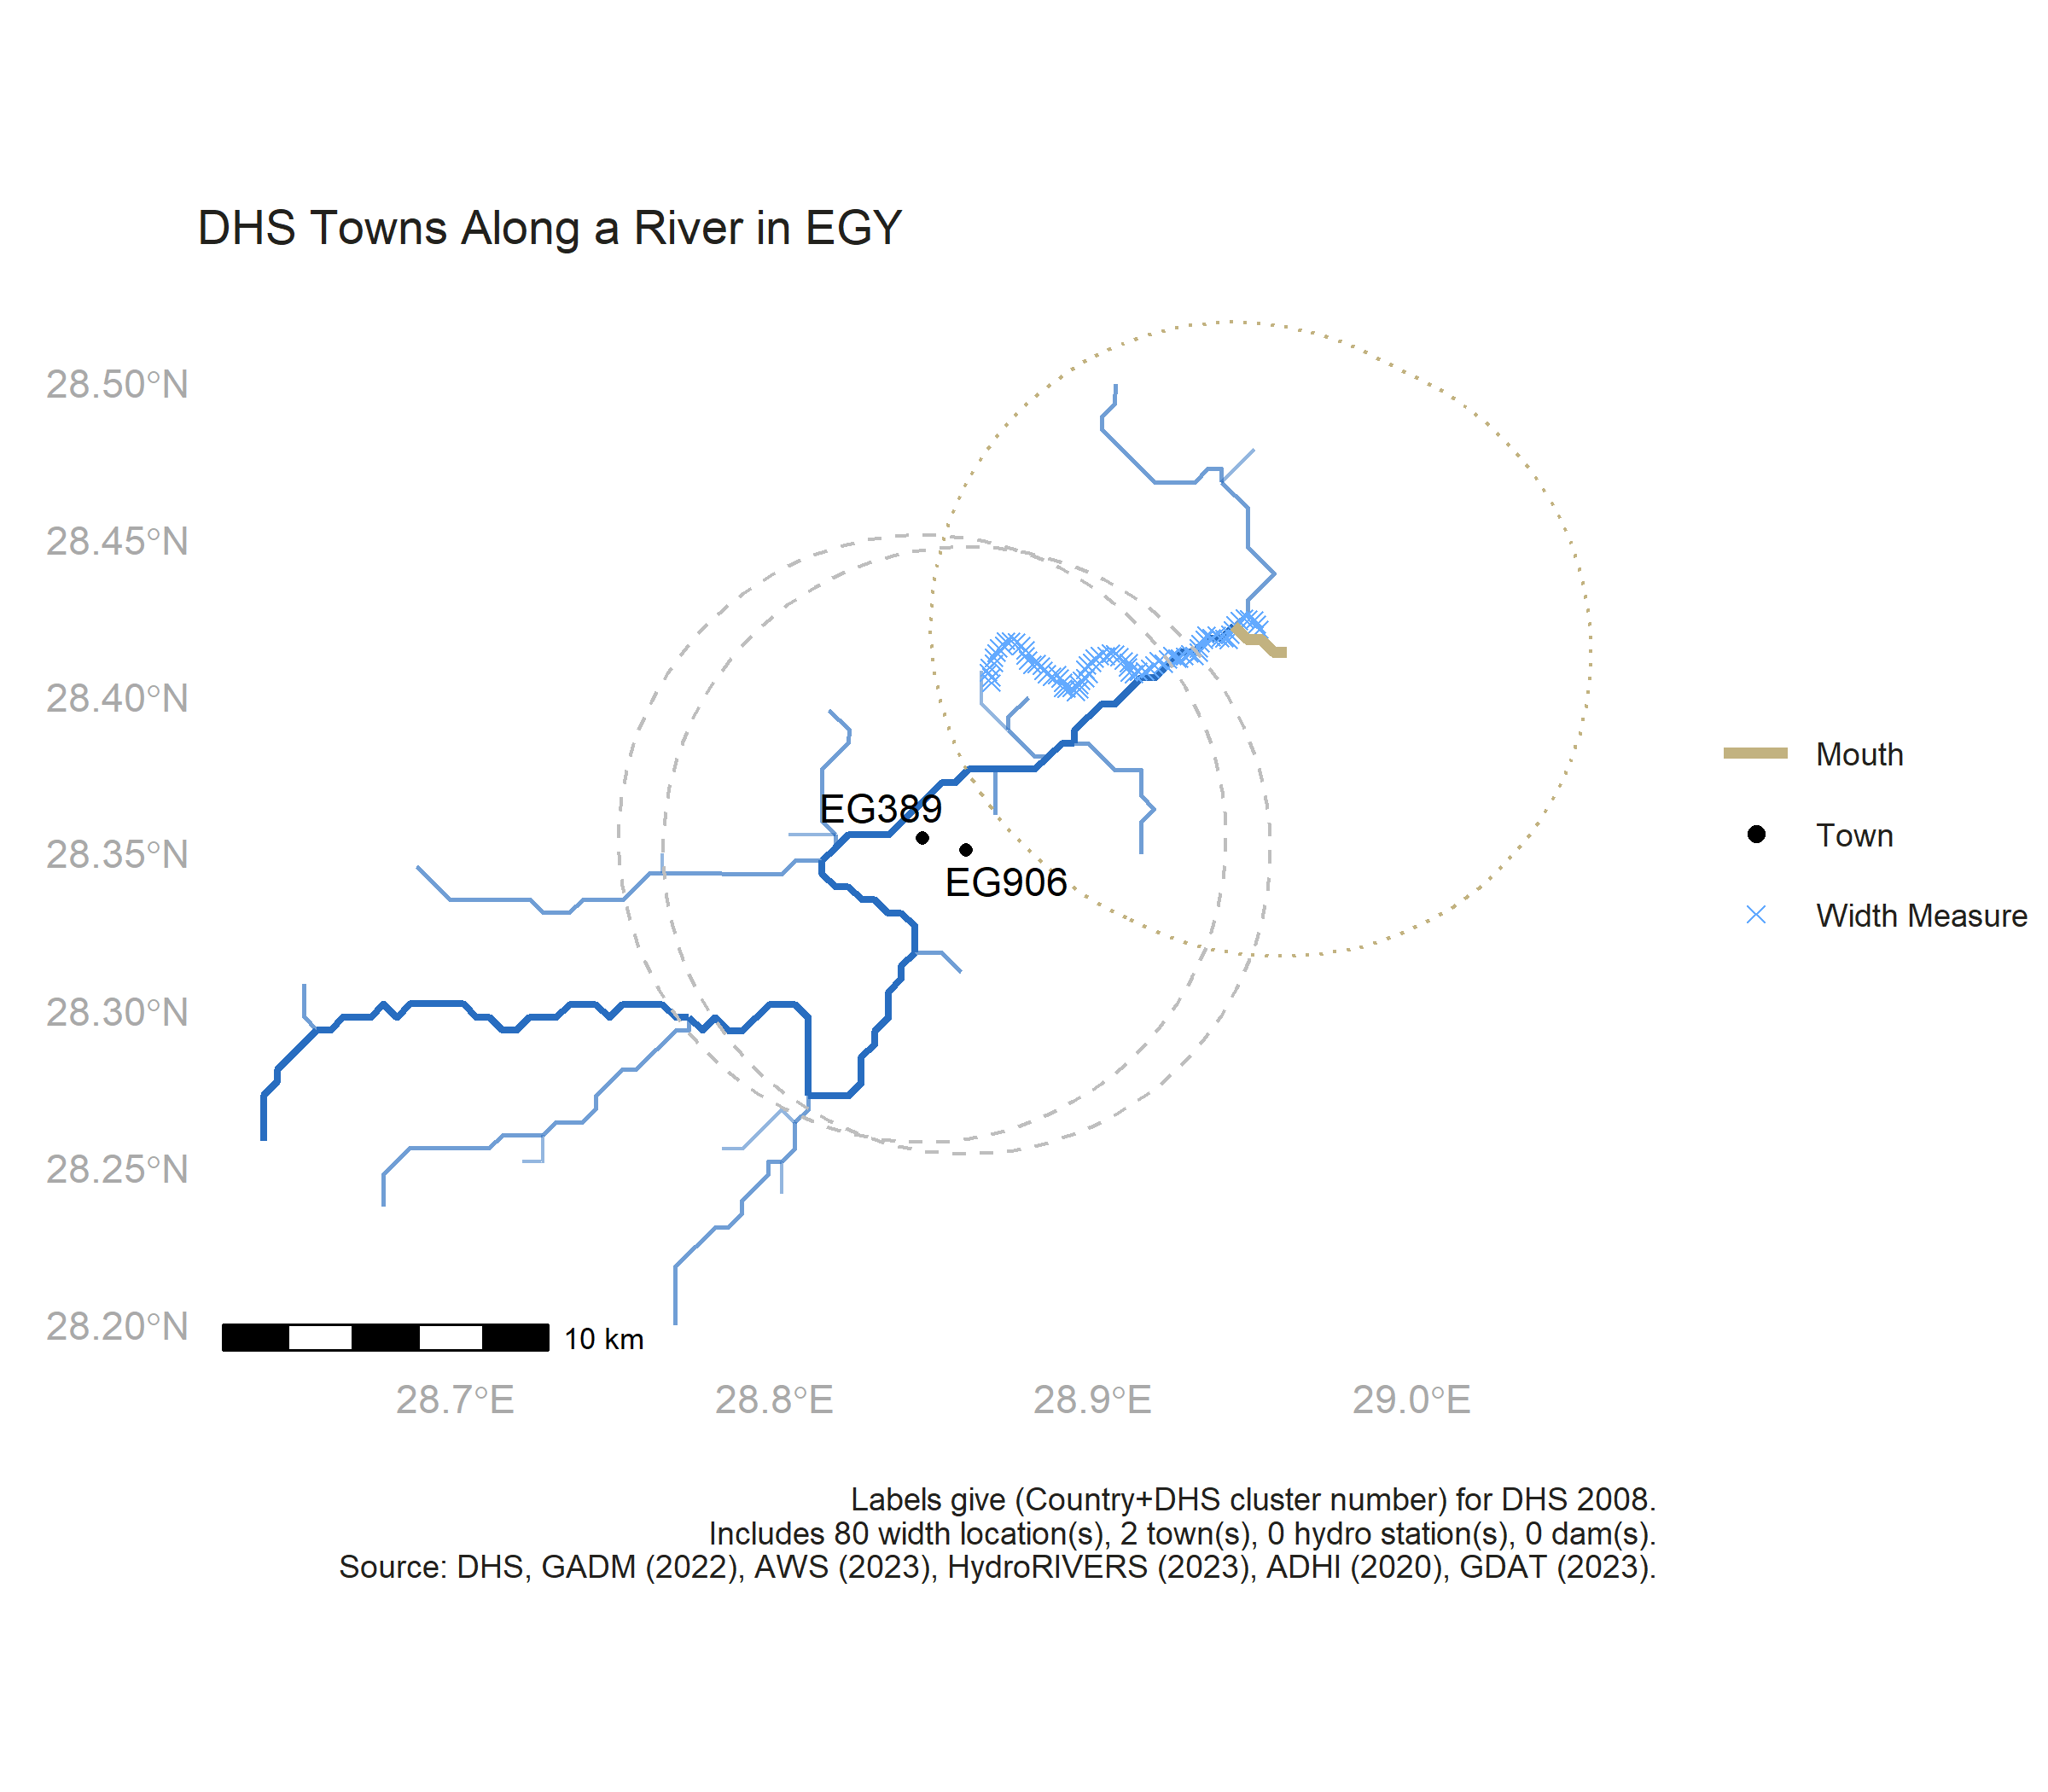 DHS Towns Along a River in EGY
28.50°N
28.45°N
28.40°N
28.35°N
28.30°N
28.25°N
28.20°N
EG389
EG906
Mouth
Town
Width Measure
10 km
28.7°E
28.8°E
28.9°E
29.0°E
Labels give (Country+DHS cluster number) for DHS 2008.
Includes 80 width location(s), 2 town(s), 0 hydro station(s), 0 dam(s).
Source: DHS, GADM (2022), AWS (2023), HydroRIVERS (2023), ADHI (2020), GDAT (2023).